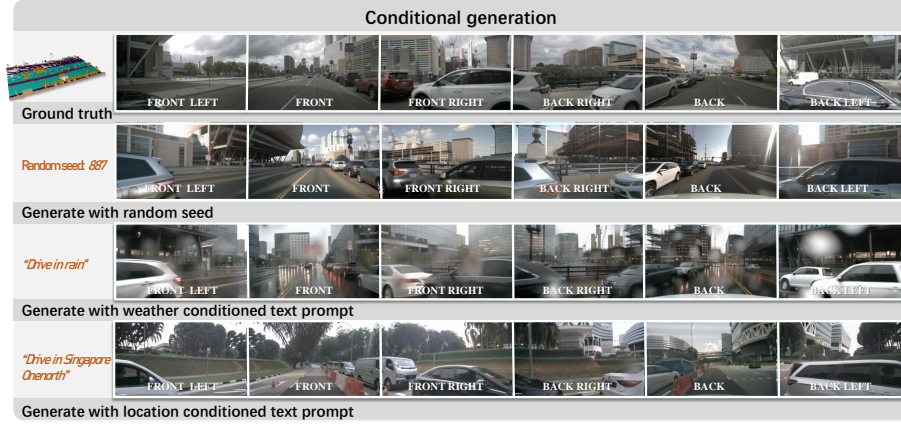 Conditional generation
FRONT LEFT
FRONT
FRONT RIGHT
BACK RIGHT
BACK
BACK LEFT
Ground truth
Random seed: 887
FRONT LEFT
FRONT
FRONT RIGHT
BACK RIGHT
BACK
BACK LEFT
Generate with random seed
"Drive in rain"
FRONT LEFT
FRONT
FRONT RIGHT
BACK RIGHT
BACK
BACK LEFT
Generate with weather conditioned text prompt
"Drive in Singapore
Onenorth"
FRONT LEFT
FRONT
FRONT RIGHT
BACK RIGHT
BACK
BACK LEFT
Generate with location conditioned text prompt